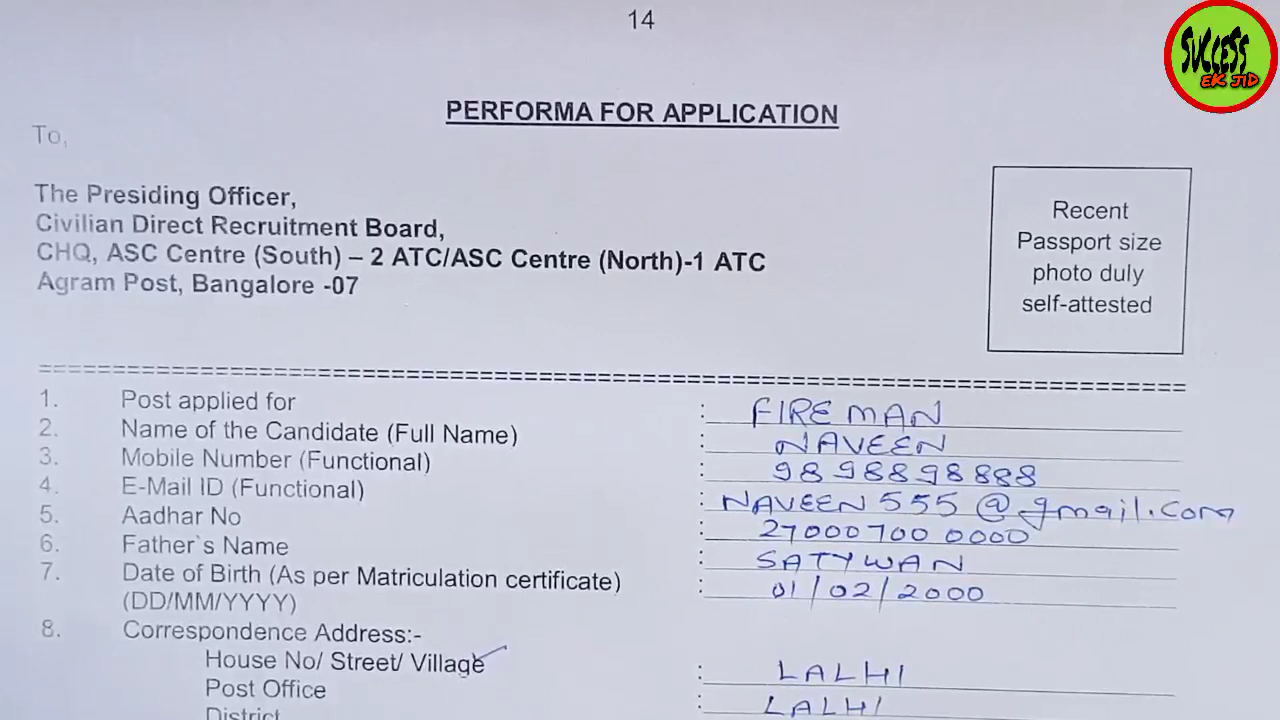 14
SUCCESS
EK JID
PERFORMA FOR APPLICATION
To,
The Presiding Officer,
Civilian Direct Recruitment Board,
CHQ, ASC Centre (South) – 2 ATC/ASC Centre (North)-1 ATC
Agram Post, Bangalore -07
Recent
Passport size
photo duly
self-attested
1. Post applied for : FIREMAN
2. Name of the Candidate (Full Name) : NAVEEN
3. Mobile Number (Functional) : 9898898888
4. E-Mail ID (Functional) : NAVEEN555@gmail.com
5. Aadhar No : 270007000000
6. Father`s Name : SATYWAN
7. Date of Birth (As per Matriculation certificate) : 01/02/2000
(DD/MM/YYYY)
8. Correspondence Address:-
House No/ Street/ Village : LALHI
Post Office : LALHI
District